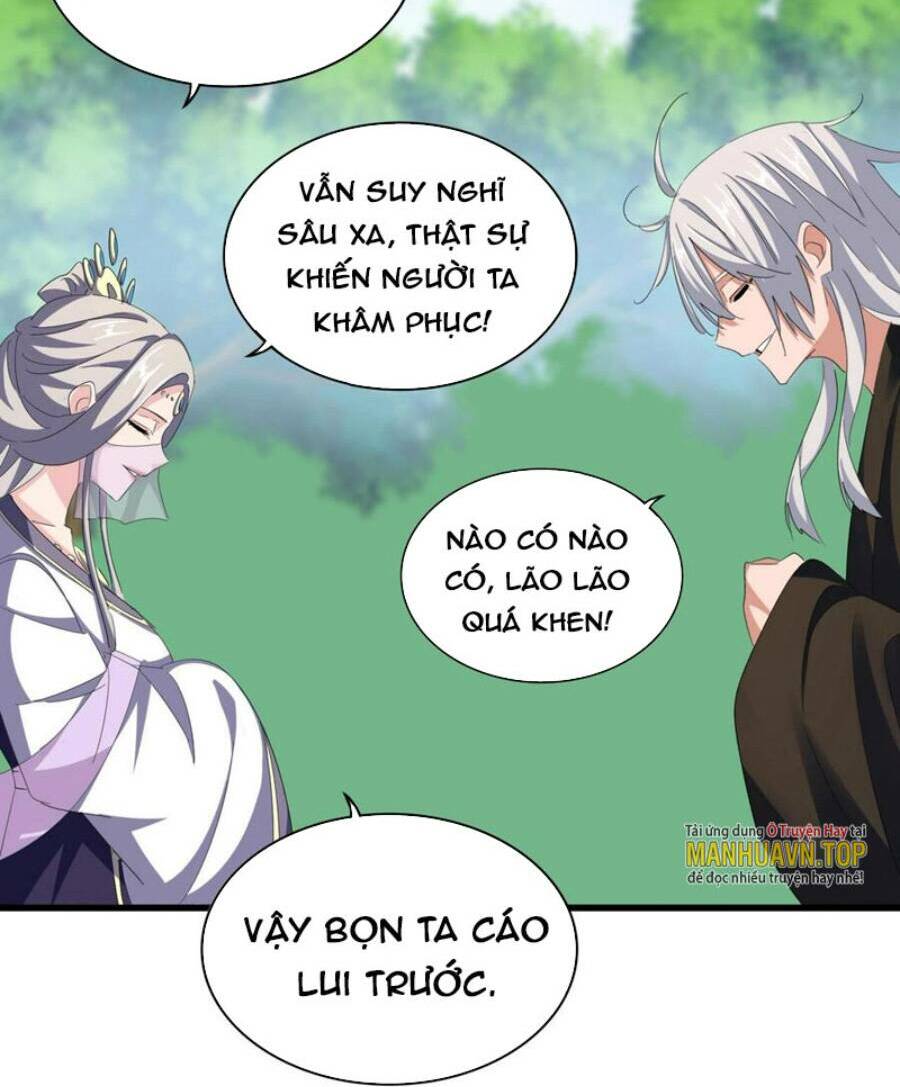 VẪN SUY NGHĨ
SÂU XA, THẬT SỰ
KHIẾN NGƯỜI TA
KHÂM PHỤC!
NÀO CÓ NÀO
CÓ, LÃO LÃO
QUÁ KHEN!
Tải ứng dụng Ô Truyện Hay tại
MANHUAVN.TOP
để đọc nhiều truyện hay nhé!
VẬY BỌN TA CÁO
LUI TRƯỚC.